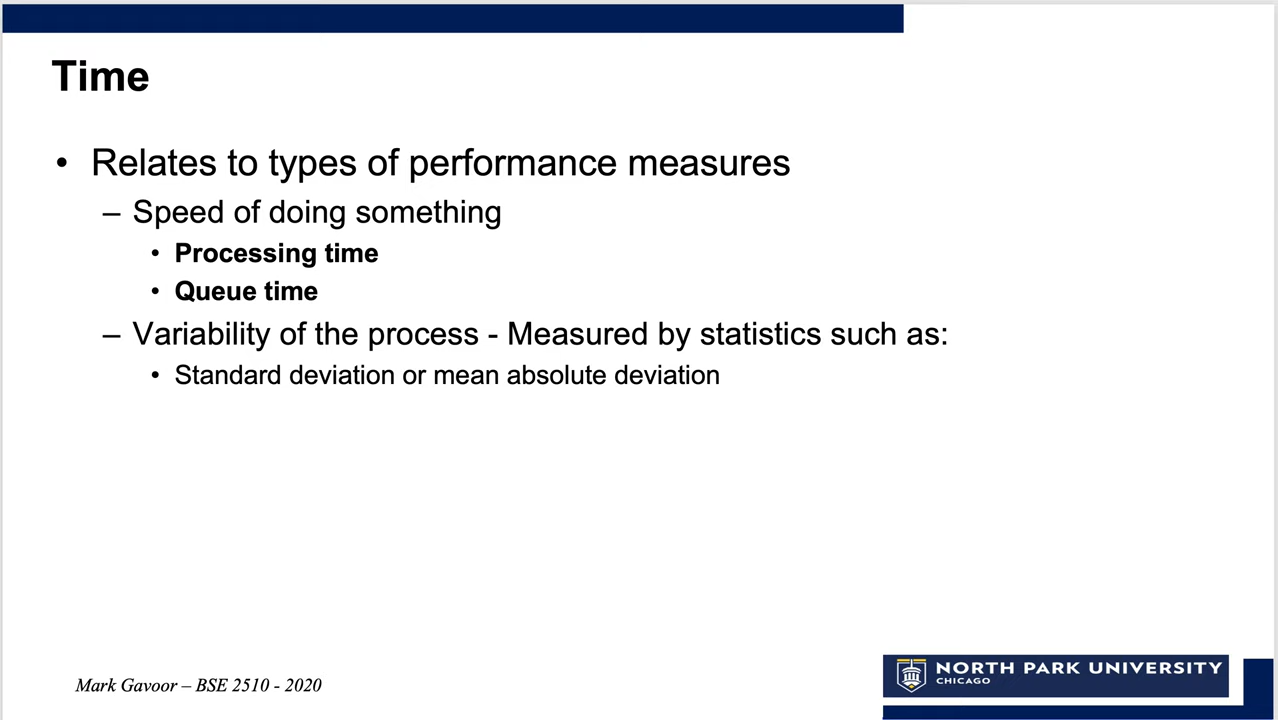 Time
• Relates to types of performance measures
– Speed of doing something
• Processing time
• Queue time
– Variability of the process - Measured by statistics such as:
• Standard deviation or mean absolute deviation
Mark Gavoor – BSE 2510 - 2020
NORTH PARK UNIVERSITY
CHICAGO